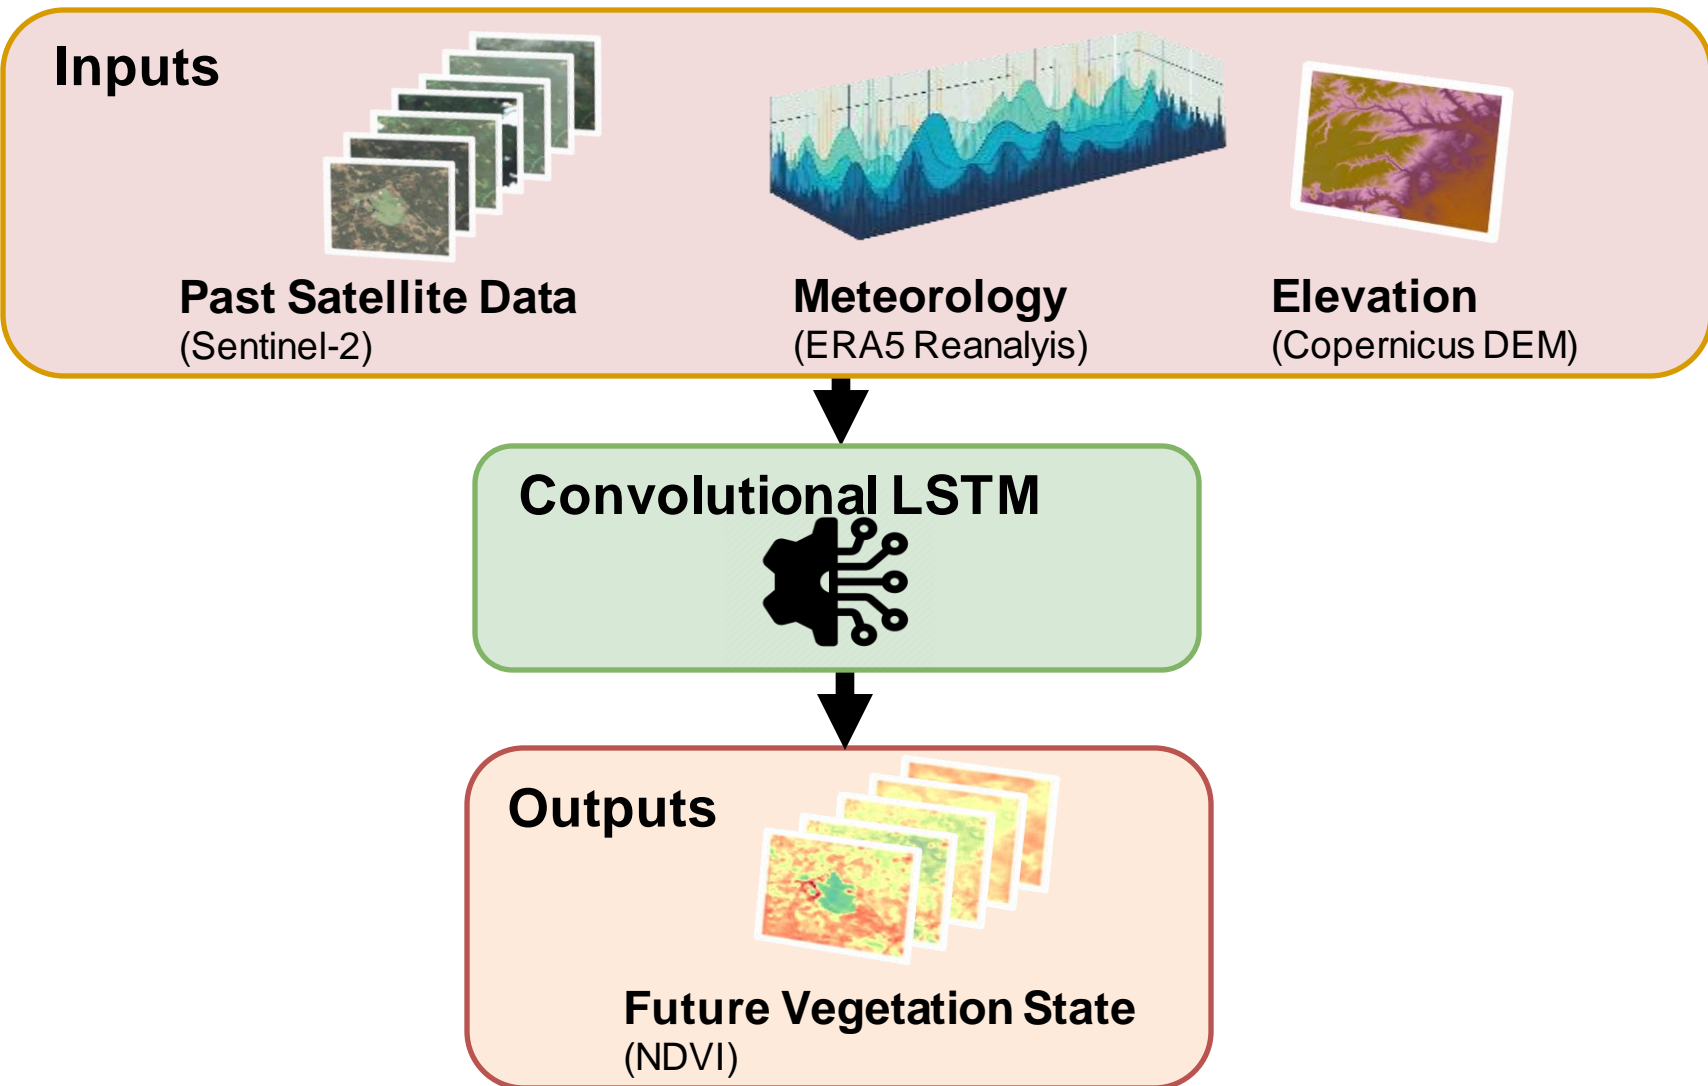 Inputs
Past Satellite Data
(Sentinel-2)
Meteorology
(ERA5 Reanalyis)
Elevation
(Copernicus DEM)
Convolutional LSTM
Outputs
Future Vegetation State
(NDVI)